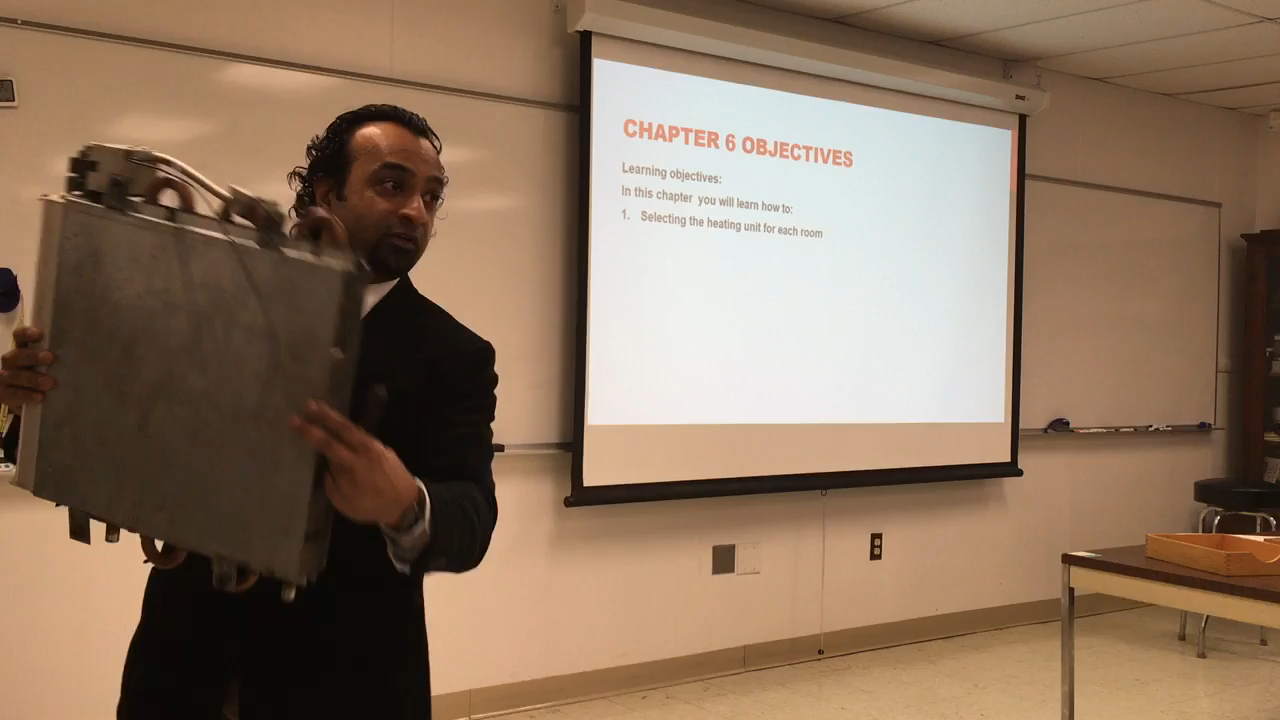 CHAPTER 6 OBJECTIVES
Learning objectives:
In this chapter you will learn how to:
1. Selecting the heating unit for each room